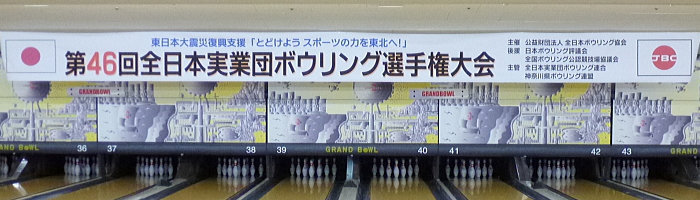 東日本大震災復興支援「とどけよう スポーツの力を東北へ!」
第46回全日本実業団ボウリング選手権大会
主催 公益財団法人 全日本ボウリング協会
後援 日本ボウリング評議会
全国ボウリング公認競技場協議会
主管 全日本実業団ボウリング連合
神奈川県ボウリング連盟
JBC
GRANDBOWL
GRANDBOWL
36 37 38 39 GRAND BOWL 40 41 42 43
GRAND BOWL